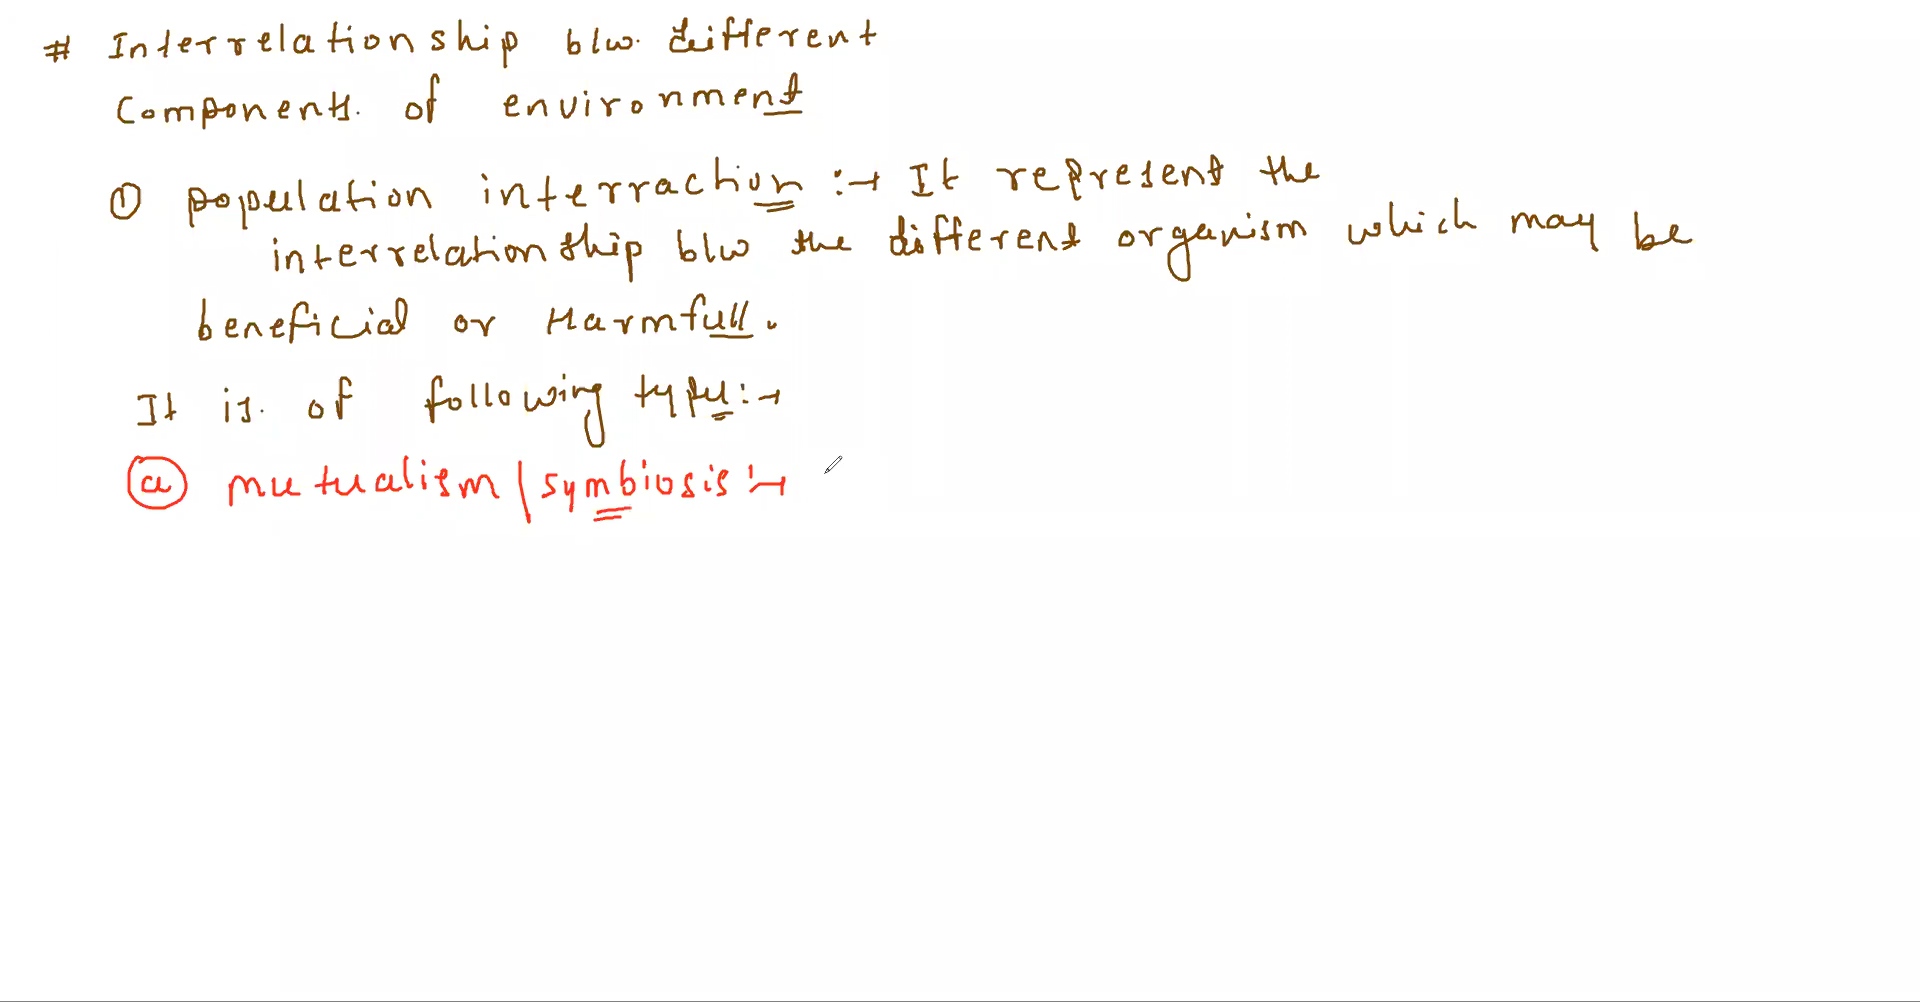 # Interrelationship b/w. different
Components. of environment
① population interraction :→ It represent the
interrelationship b/w the different organism which may be
beneficial or Harmfull.
It is. of following type :→
ⓐ mutualism / symbiosis :→